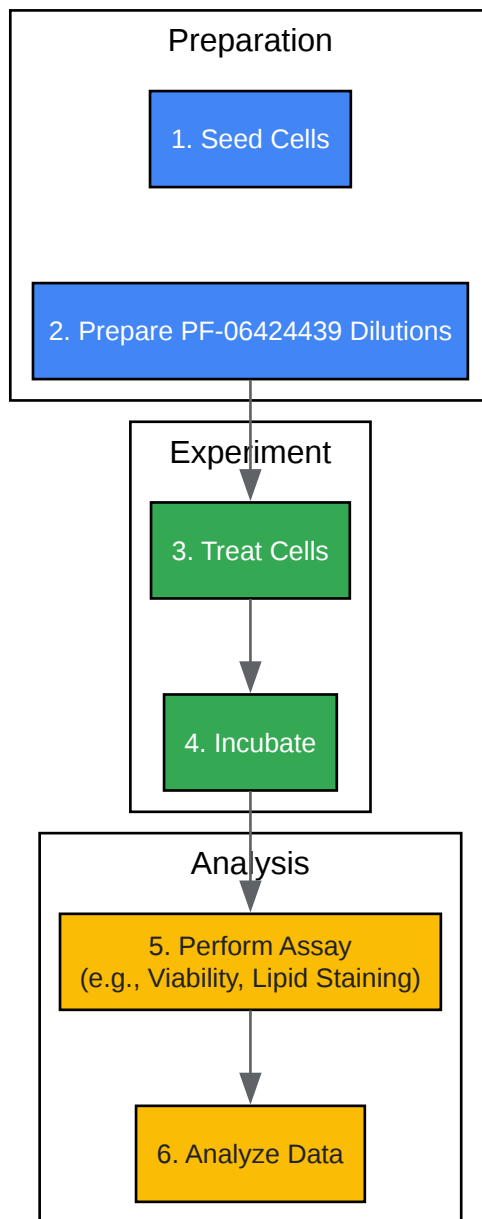 Preparation
1. Seed Cells
2. Prepare PF-06424439 Dilutions
Experiment
3. Treat Cells
4. Incubate
Analysis
5. Perform Assay
(e.g., Viability, Lipid Staining)
6. Analyze Data